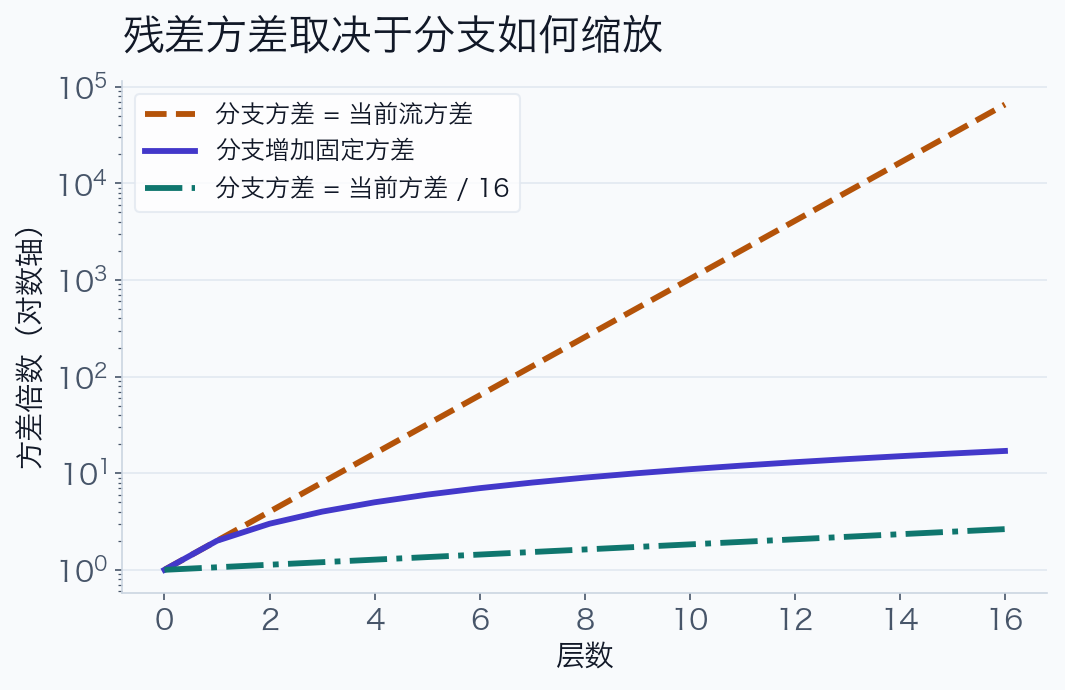 残差方差取决于分支如何缩放
分支方差 = 当前流方差
分支增加固定方差
分支方差 = 当前方差 / 16
方差倍数（对数轴）
10⁵
10⁴
10³
10²
10¹
10⁰
0 2 4 6 8 10 12 14 16
层数